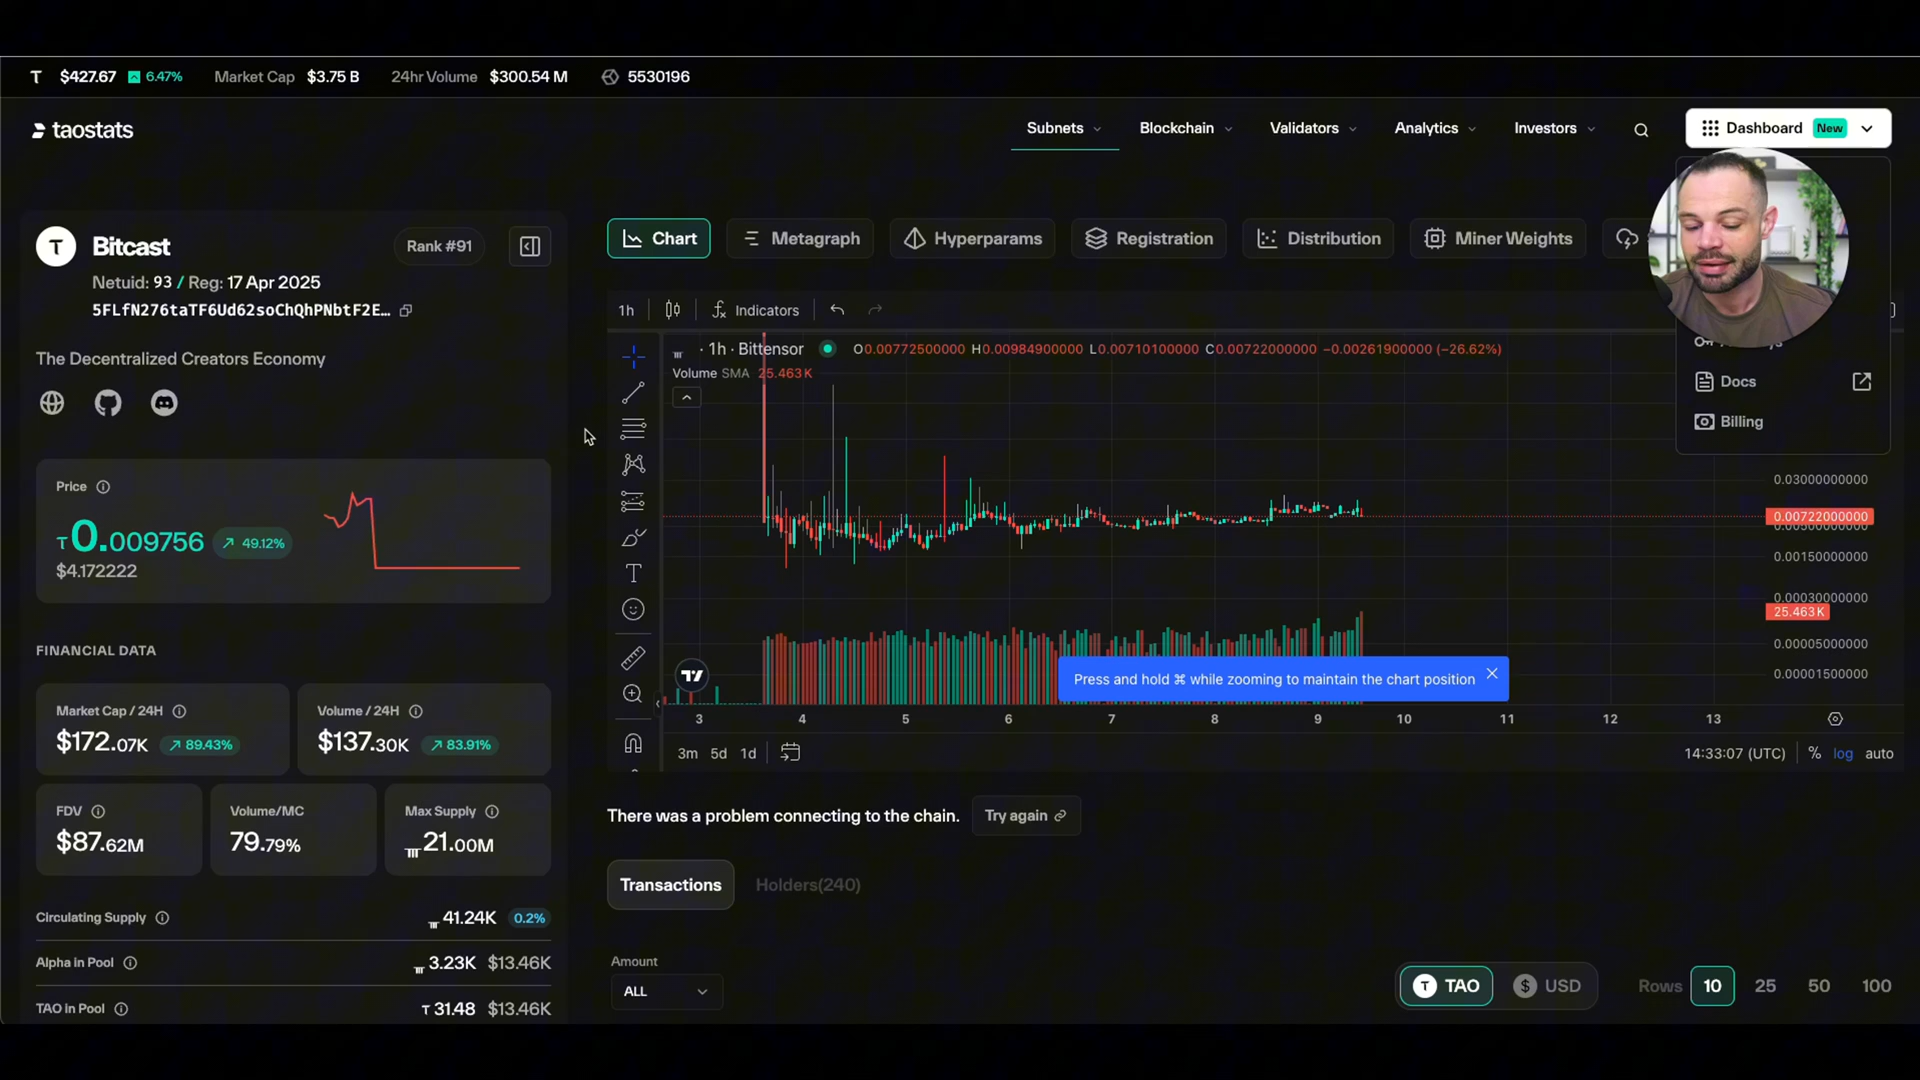 T $427.67 6.47% Market Cap $3.75 B 24hr Volume $300.54 M 5530196
taostats
Subnets Blockchain Validators Analytics Investors Dashboard New
T Bitcast Rank #91
Netuid: 93 / Reg: 17 Apr 2025
5FLfN276taTF6Ud62soChQhPNbtF2E…
The Decentralized Creators Economy
Price
T0.009756 49.12%
$4.172222
FINANCIAL DATA
Market Cap / 24H
$172.07K 89.43%
Volume / 24H
$137.30K 83.91%
FDV
$87.62M
Volume/MC
79.79%
Max Supply
21.00M
Circulating Supply 41.24K 0.2%
Alpha in Pool 3.23K $13.46K
TAO in Pool T 31.48 $13.46K
Chart Metagraph Hyperparams Registration Distribution Miner Weights
1h Indicators
· 1h · Bittensor O0.00772500000 H0.00984900000 L0.00710100000 C0.00722000000 −0.00261900000 (−26.62%)
Volume SMA 25.463K
Docs
Billing
0.03000000000
0.00722000000
0.00150000000
0.00030000000
25.463K
0.00005000000
0.00001500000
Press and hold ⌘ while zooming to maintain the chart position
3 4 5 6 7 8 9 10 11 12 13
3m 5d 1d 14:33:07 (UTC) % log auto
There was a problem connecting to the chain. Try again
Transactions Holders(240)
Amount
ALL
T TAO $ USD Rows 10 25 50 100